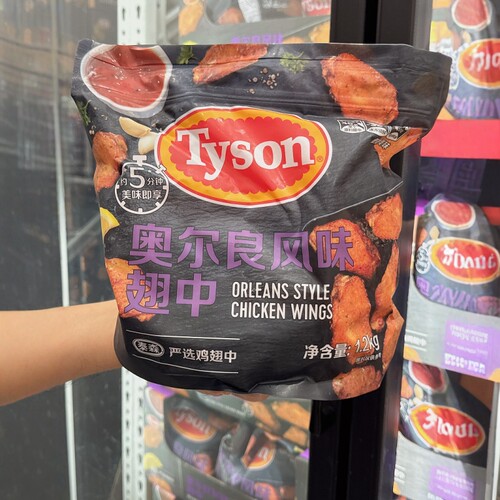 Tyson
约5分钟
美味即享
奥尔良风味
翅中
ORLEANS STYLE
CHICKEN WINGS
泰森
严选鸡翅中
净含量: 1.2kg